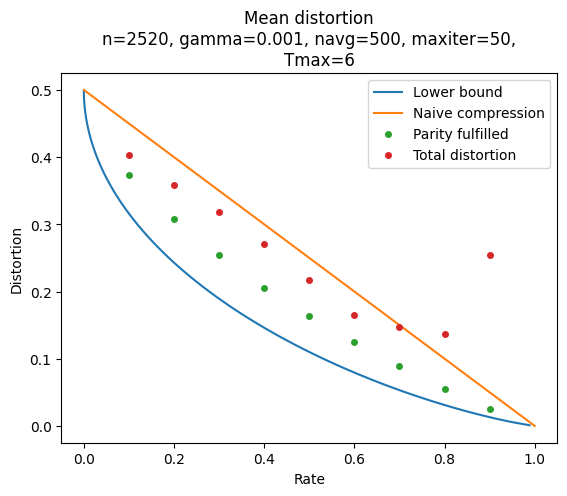 Mean distortion
n=2520, gamma=0.001, navg=500, maxiter=50,
Tmax=6
Lower bound
Naive compression
Parity fulfilled
Total distortion
Distortion
0.5
0.4
0.3
0.2
0.1
0.0
0.0 0.2 0.4 0.6 0.8 1.0
Rate